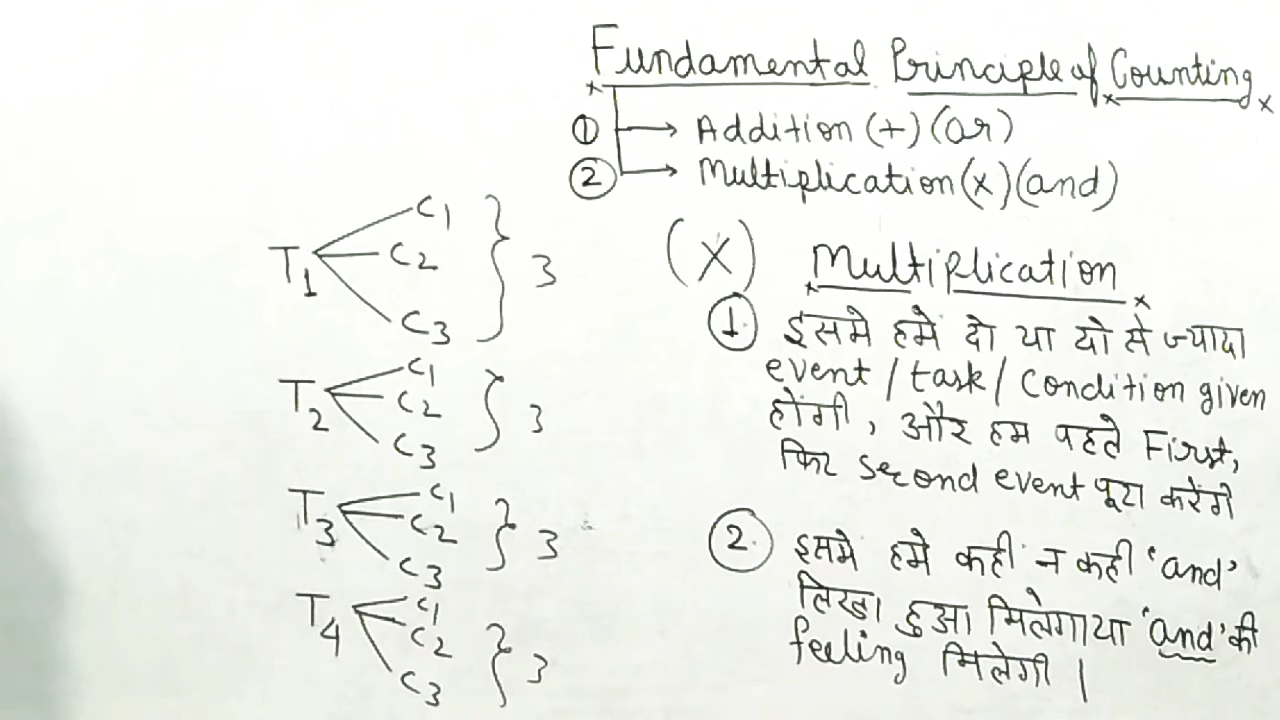 Fundamental Principle of Counting
① → Addition (+) (or)
② → Multiplication (x) (and)
T1 C1 C2 C3 } 3
T2 C1 C2 C3 } 3
T3 C1 C2 C3 } 3
T4 C1 C2 C3 } 3
(X) Multiplication
① इसमे हमें दो या दो से ज्यादा
event / task / Condition given
होंगी, और हम पहले First,
फिर second event पूरा करेंगे
② इसमे हमे कही न कही 'and'
लिखा हुआ मिलेगा या 'and' की
feeling मिलेगी |